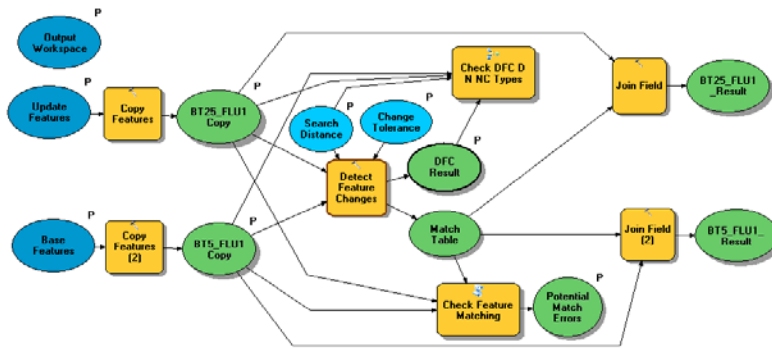 P
Output
Workspace
P
Update
Features
Copy
Features
P
BT25_FLU1
Copy
P
Search
Distance
P
Change
Tolerance
Check DFC D
N NC Types
P
DFC
Result
Join Field
P
BT25_FLU1
_Result
Detect
Feature
Changes
P
Base
Features
Copy
Features
(2)
P
BT5_FLU1
Copy
Match
Table
Join Field
(2)
P
BT5_FLU1_
Result
Check Feature
Matching
P
Potential
Match
Errors